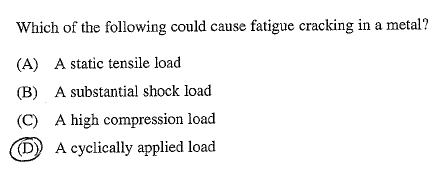 Which of the following could cause fatigue cracking in a metal?
(A) A static tensile load
(B) A substantial shock load
(C) A high compression load
(D) A cyclically applied load